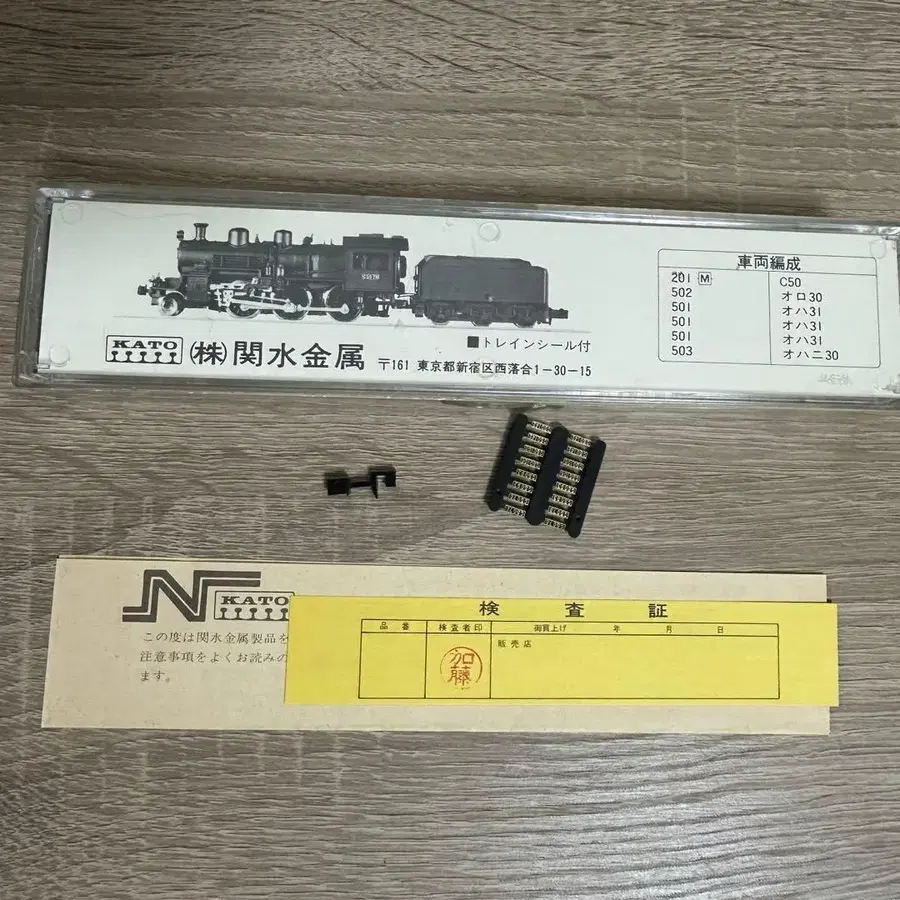 車両編成
201 M C50
502 オロ30
501 オハ31
501 オハ31
501 オハ31
503 オハニ30
■トレインシール付
KATO (株)関水金属 〒161 東京都新宿区西落合1-30-15
N KATO
この度は関水金属製品を
注意事項をよくお読みの
ます。
検査証
品番 検査者印 御買上げ 年 月 日
販売店
加藤